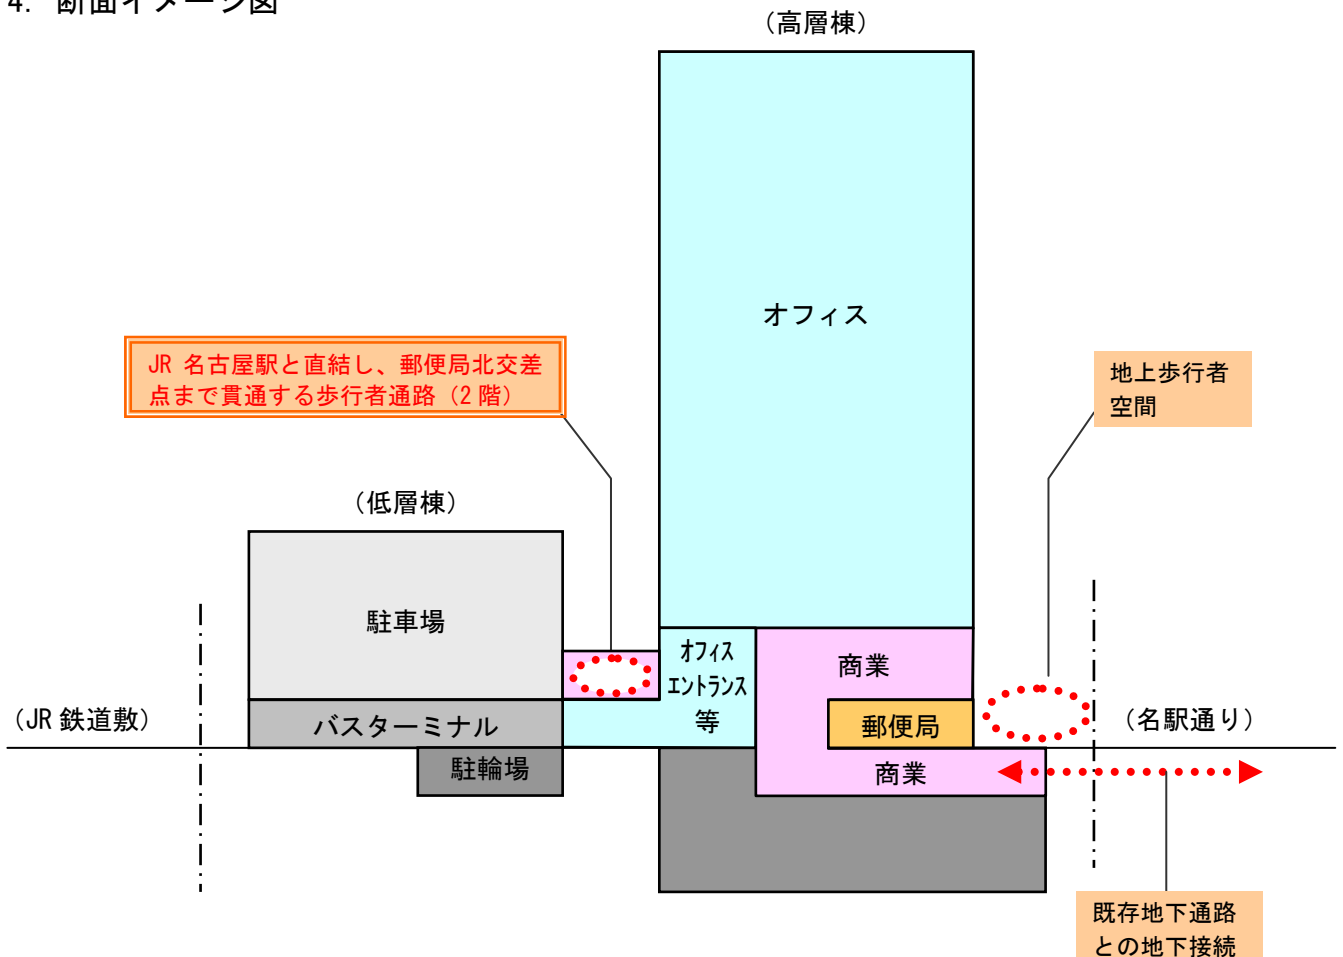 4. 断面イメージ図
（高層棟）
オフィス
JR 名古屋駅と直結し、郵便局北交差
点まで貫通する歩行者通路（2 階）
地上歩行者
空間
（低層棟）
駐車場
オフィス
エントランス
等
商業
（JR 鉄道敷）
バスターミナル
郵便局
（名駅通り）
駐輪場
商業
既存地下通路
との地下接続